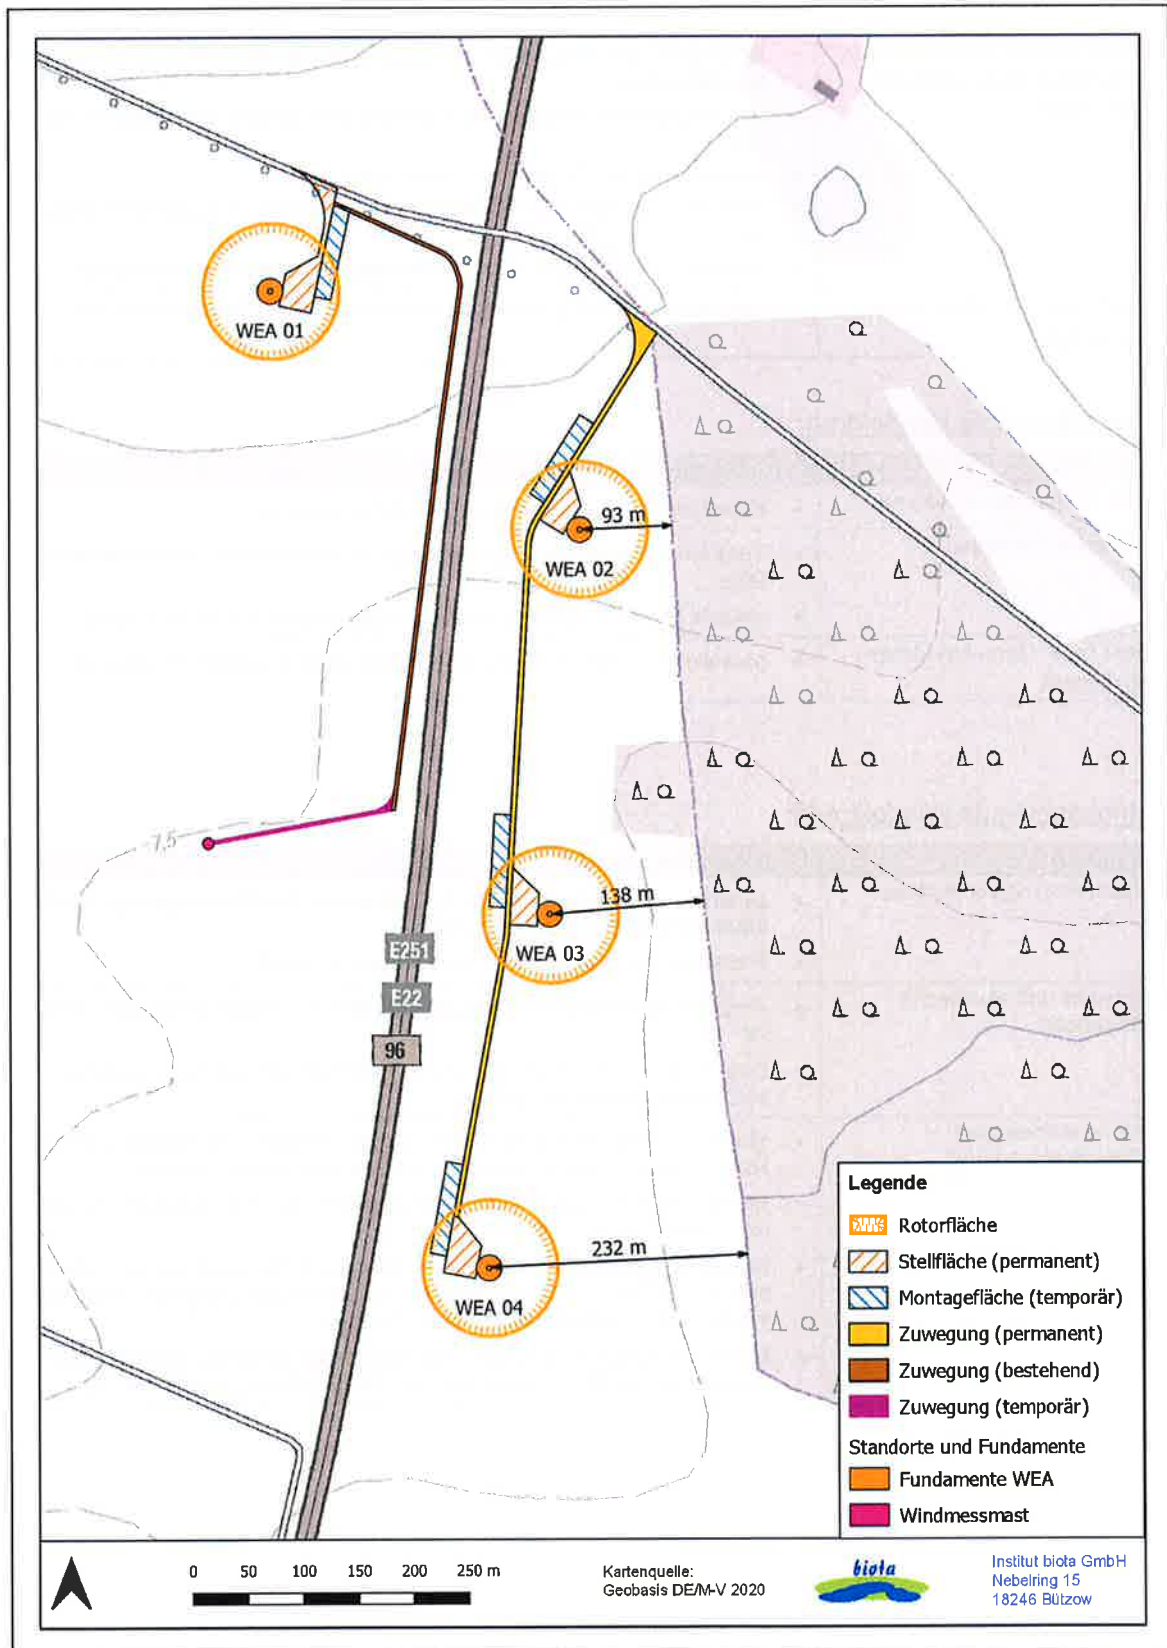 WEA 01
93 m
WEA 02
7,5
138 m
WEA 03
E251
E22
96
232 m
WEA 04
Legende
Rotorfläche
Stellfläche (permanent)
Montagefläche (temporär)
Zuwegung (permanent)
Zuwegung (bestehend)
Zuwegung (temporär)
Standorte und Fundamente
Fundamente WEA
Windmessmast
0 50 100 150 200 250 m
Kartenquelle:
Geobasis DE/M-V 2020
biota
Institut biota GmbH
Nebelring 15
18246 Bützow